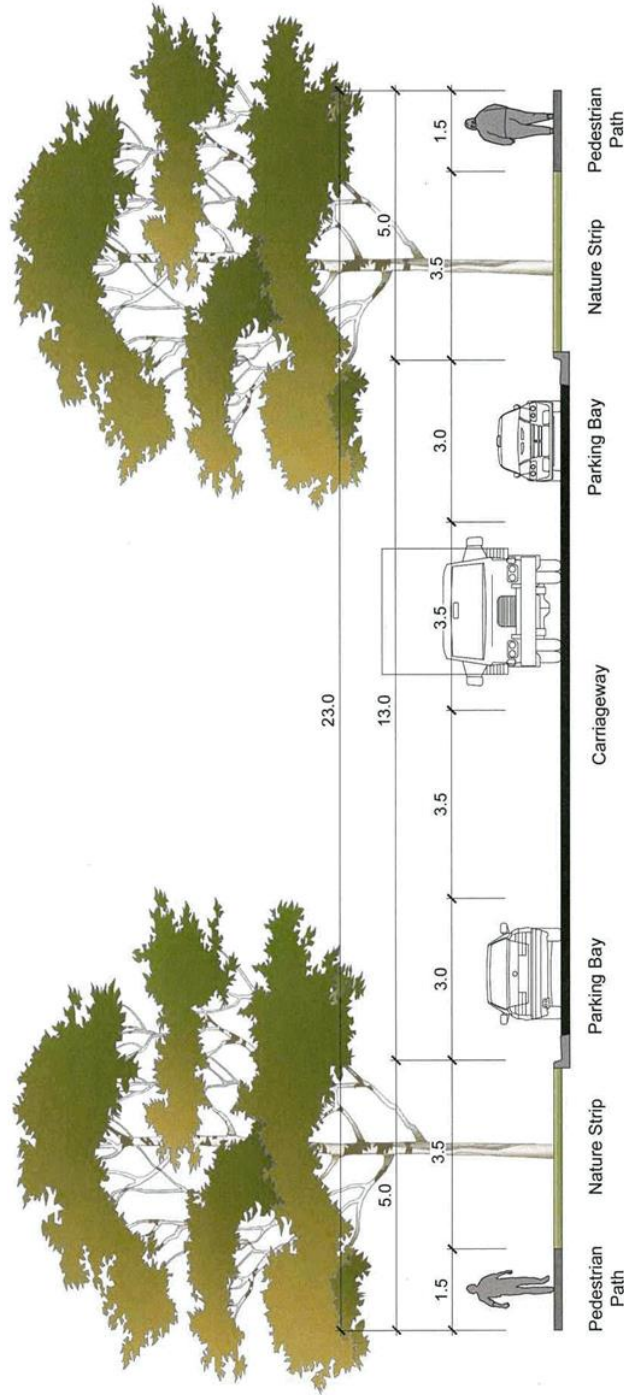 23.0
5.0
13.0
5.0
1.5
3.5
3.0
3.5
3.5
3.0
3.5
1.5
Pedestrian
Path
Nature Strip
Parking Bay
Carriageway
Parking Bay
Nature Strip
Pedestrian
Path